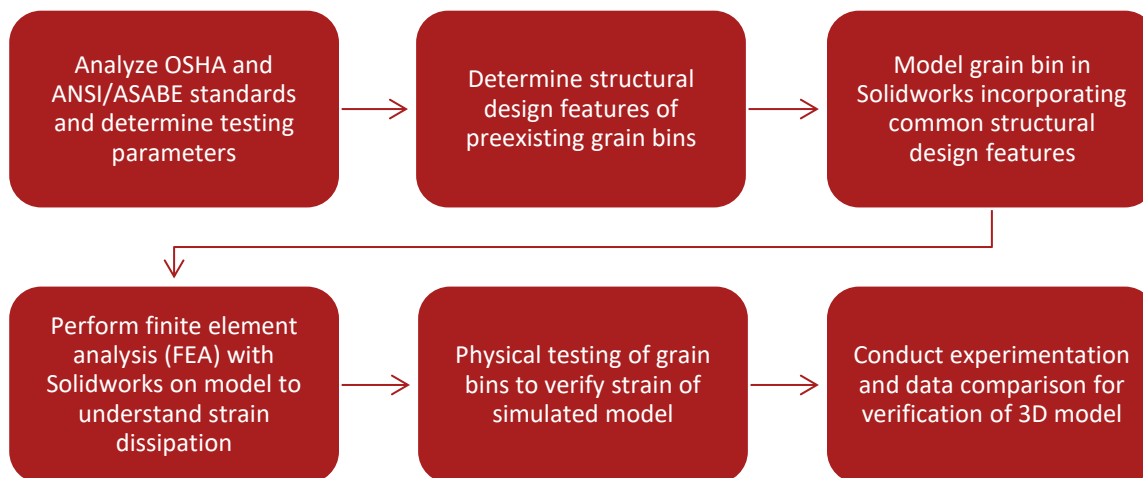 Analyze OSHA and
ANSI/ASABE standards
and determine testing
parameters
Determine structural
design features of
preexisting grain bins
Model grain bin in
Solidworks incorporating
common structural
design features
Perform finite element
analysis (FEA) with
Solidworks on model to
understand strain
dissipation
Physical testing of grain
bins to verify strain of
simulated model
Conduct experimentation
and data comparison for
verification of 3D model